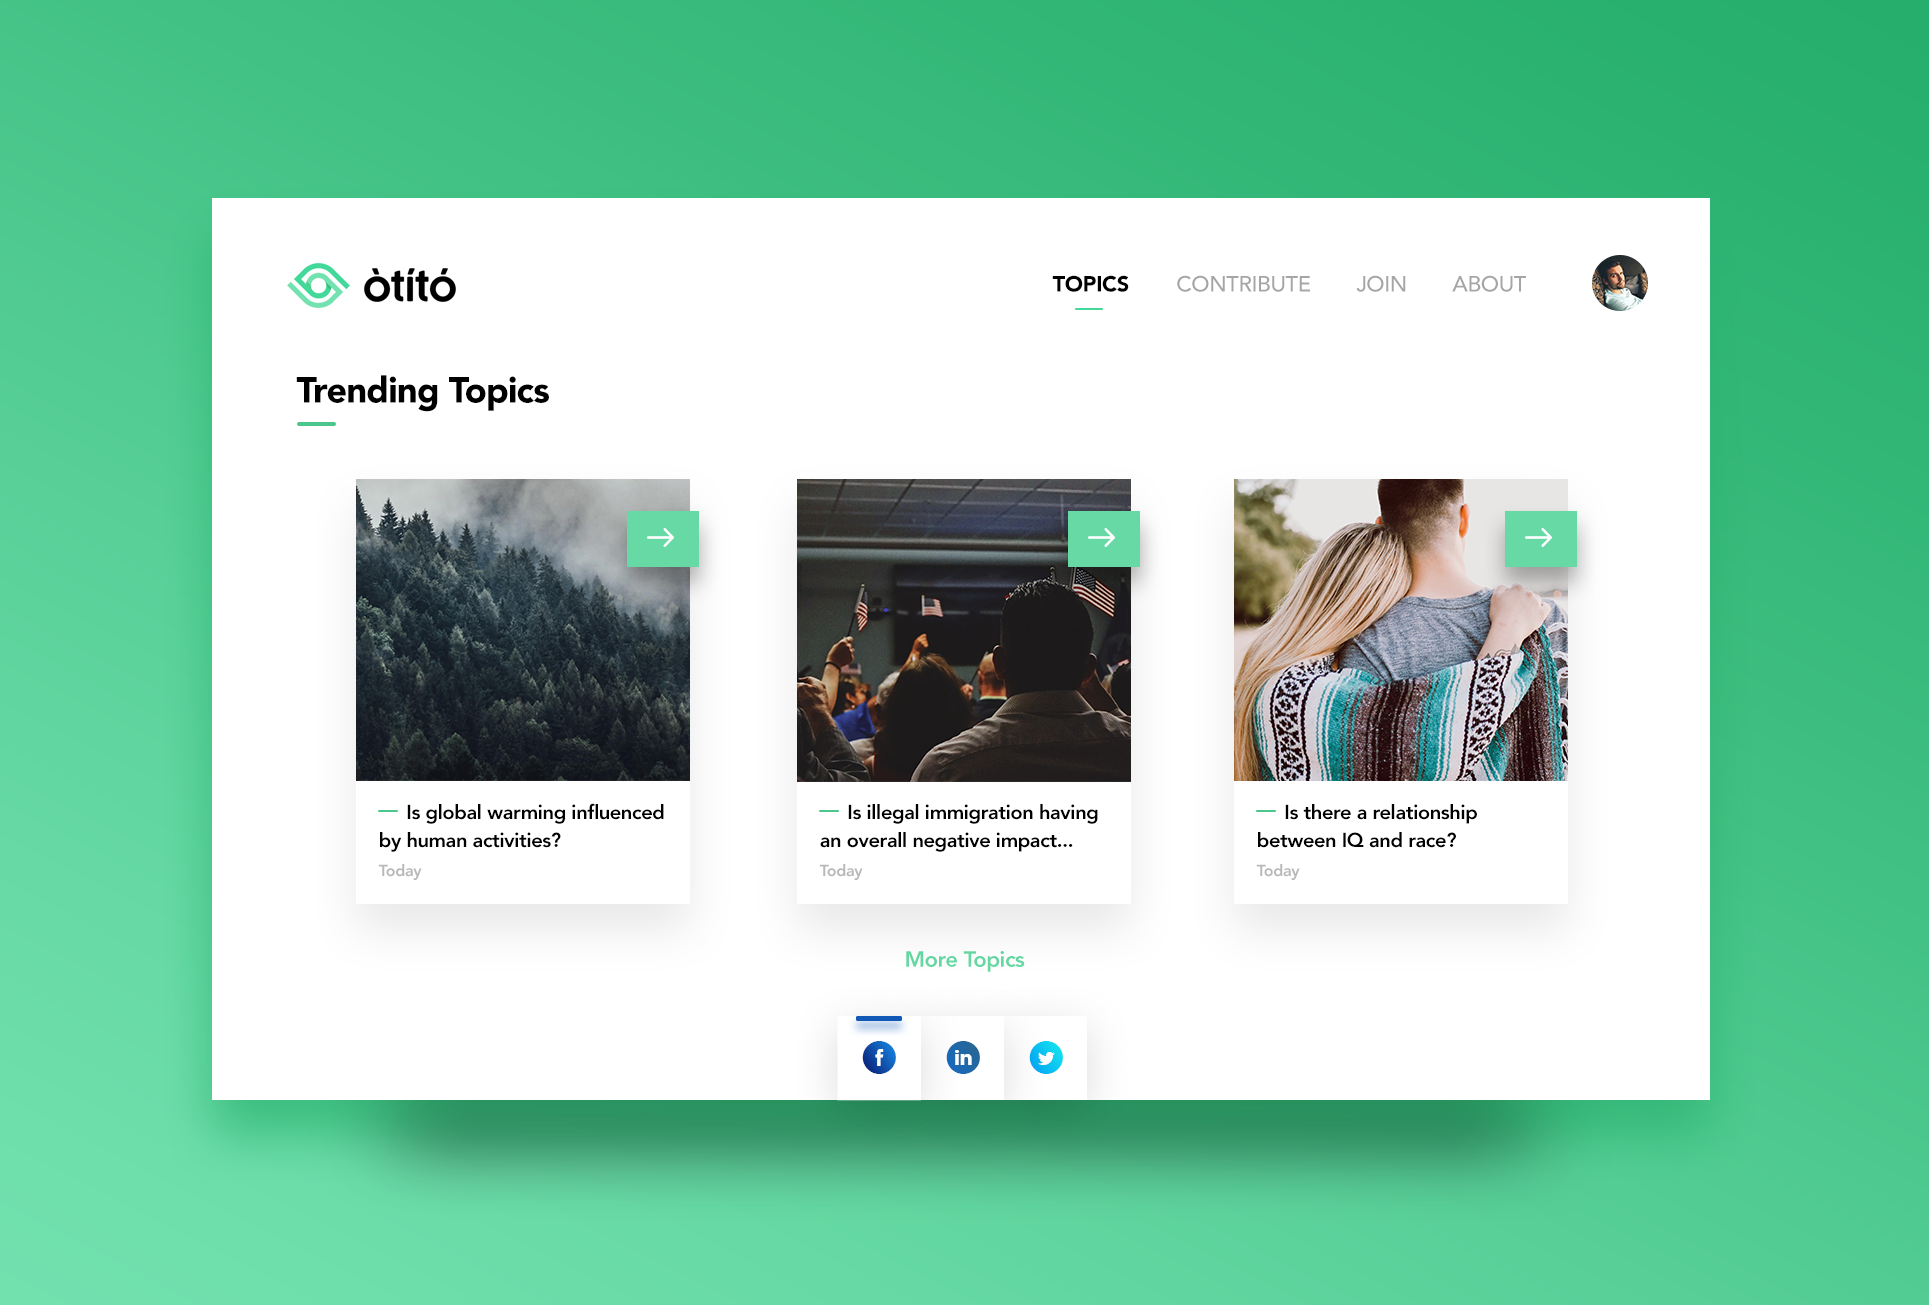 òtító
TOPICS
CONTRIBUTE
JOIN
ABOUT
Trending Topics
Is global warming influenced
by human activities?
Today
Is illegal immigration having
an overall negative impact...
Today
Is there a relationship
between IQ and race?
Today
More Topics
f
in